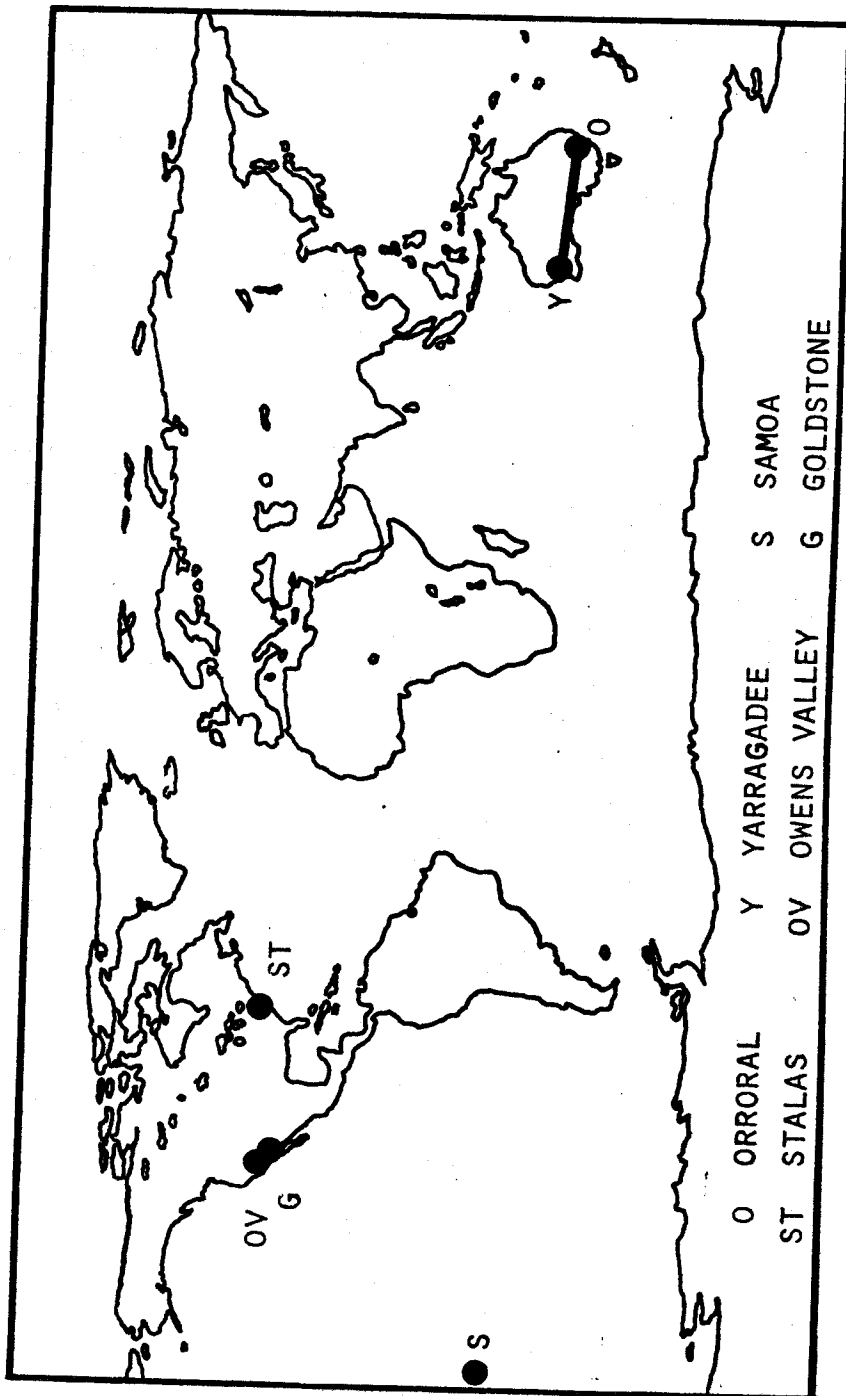 OV
G
ST
S
Y
O
O ORRORAL Y YARRAGADEE S SAMOA
ST STALAS OV OWENS VALLEY G GOLDSTONE